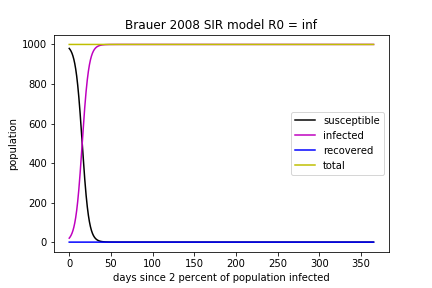 Brauer 2008 SIR model R0 = inf
1000
800
600
400
200
0
population
susceptible
infected
recovered
total
0 50 100 150 200 250 300 350
days since 2 percent of population infected